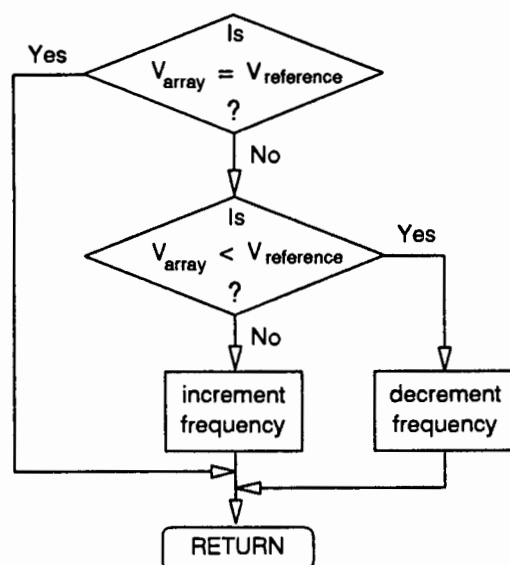 Is
Yes
V_array = V_reference
?
No
Is
Yes
V_array < V_reference
?
No
increment
frequency
decrement
frequency
RETURN